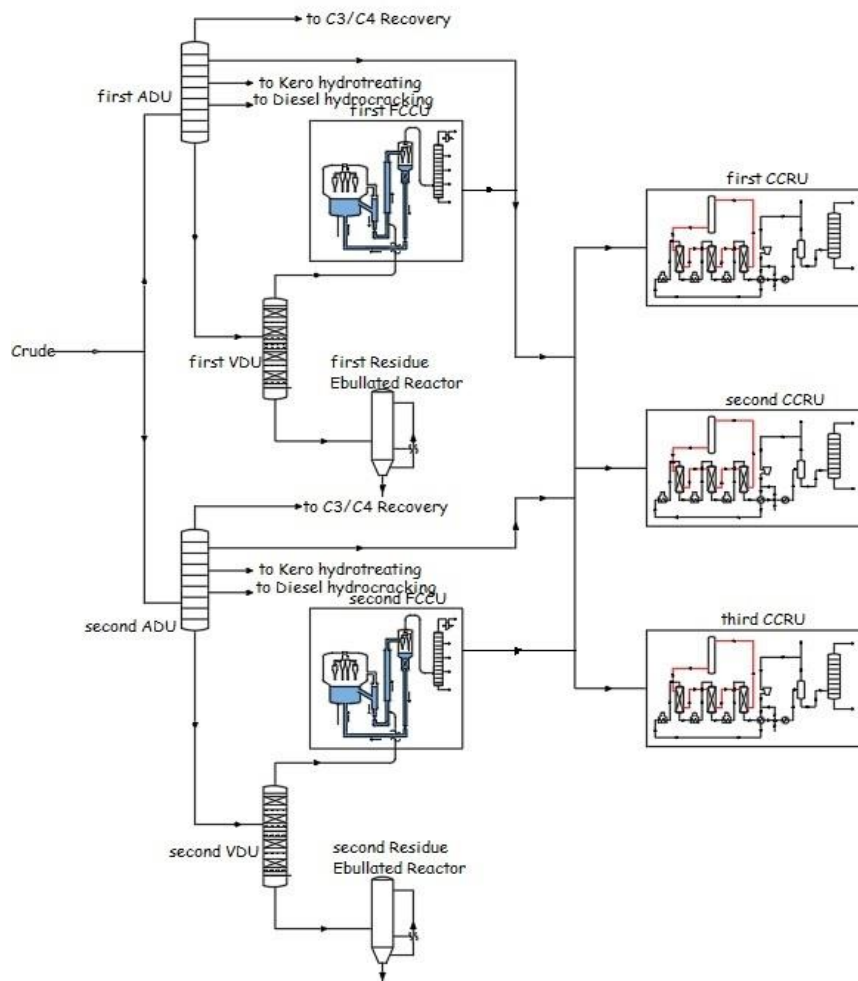 to C3/C4 Recovery
first ADU
to Kero hydrotreating
to Diesel hydrocracking
first FCCU
first CCRU
Crude
first VDU
first Residue
Ebullated Reactor
second CCRU
to C3/C4 Recovery
to Kero hydrotreating
to Diesel hydrocracking
second FCCU
second ADU
third CCRU
second VDU
second Residue
Ebullated Reactor